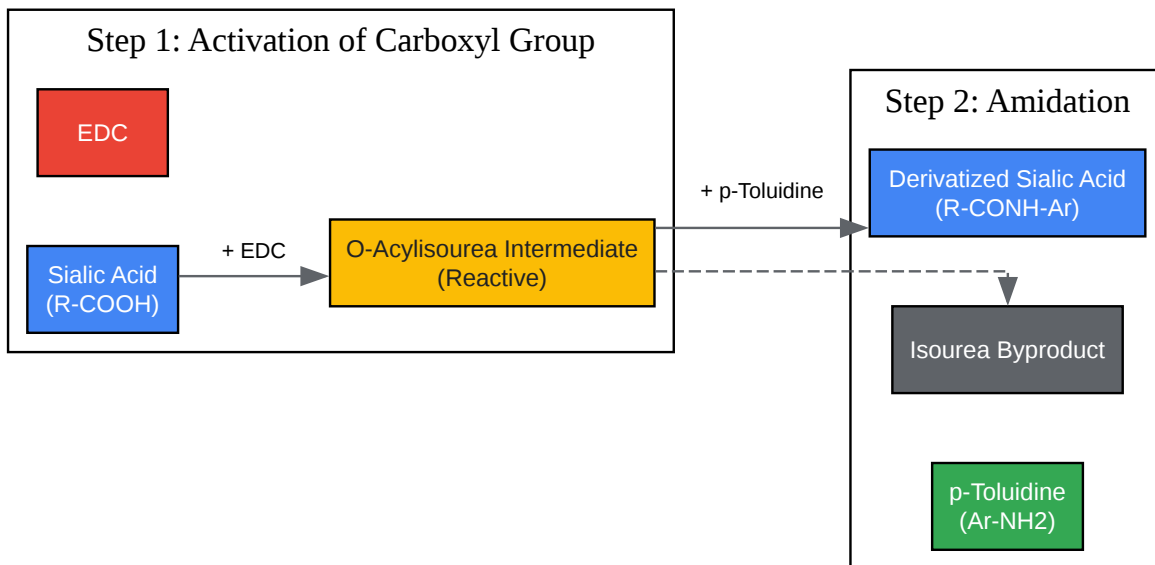 Step 1: Activation of Carboxyl Group
EDC
Sialic Acid
(R-COOH)
+ EDC
O-Acylisourea Intermediate
(Reactive)
+ p-Toluidine
Step 2: Amidation
Derivatized Sialic Acid
(R-CONH-Ar)
Isourea Byproduct
p-Toluidine
(Ar-NH2)